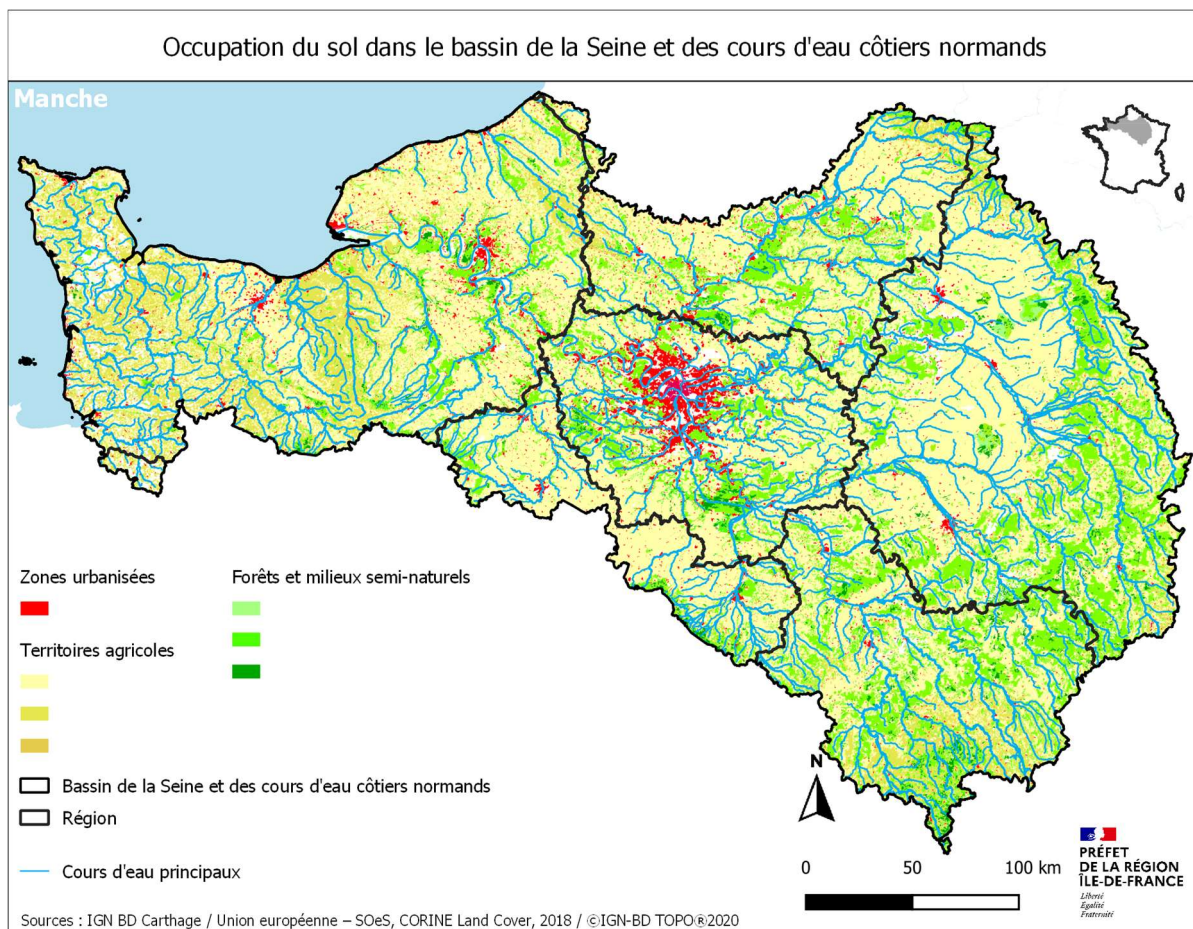 Occupation du sol dans le bassin de la Seine et des cours d'eau côtiers normands
Manche
Zones urbanisées
Forêts et milieux semi-naturels
Territoires agricoles
Bassin de la Seine et des cours d'eau côtiers normands
Région
Cours d'eau principaux
N
0 50 100 km
PRÉFET
DE LA RÉGION
ÎLE-DE-FRANCE
Liberté
Égalité
Fraternité
Sources : IGN BD Carthage / Union européenne – SOeS, CORINE Land Cover, 2018 / ©IGN-BD TOPO®2020